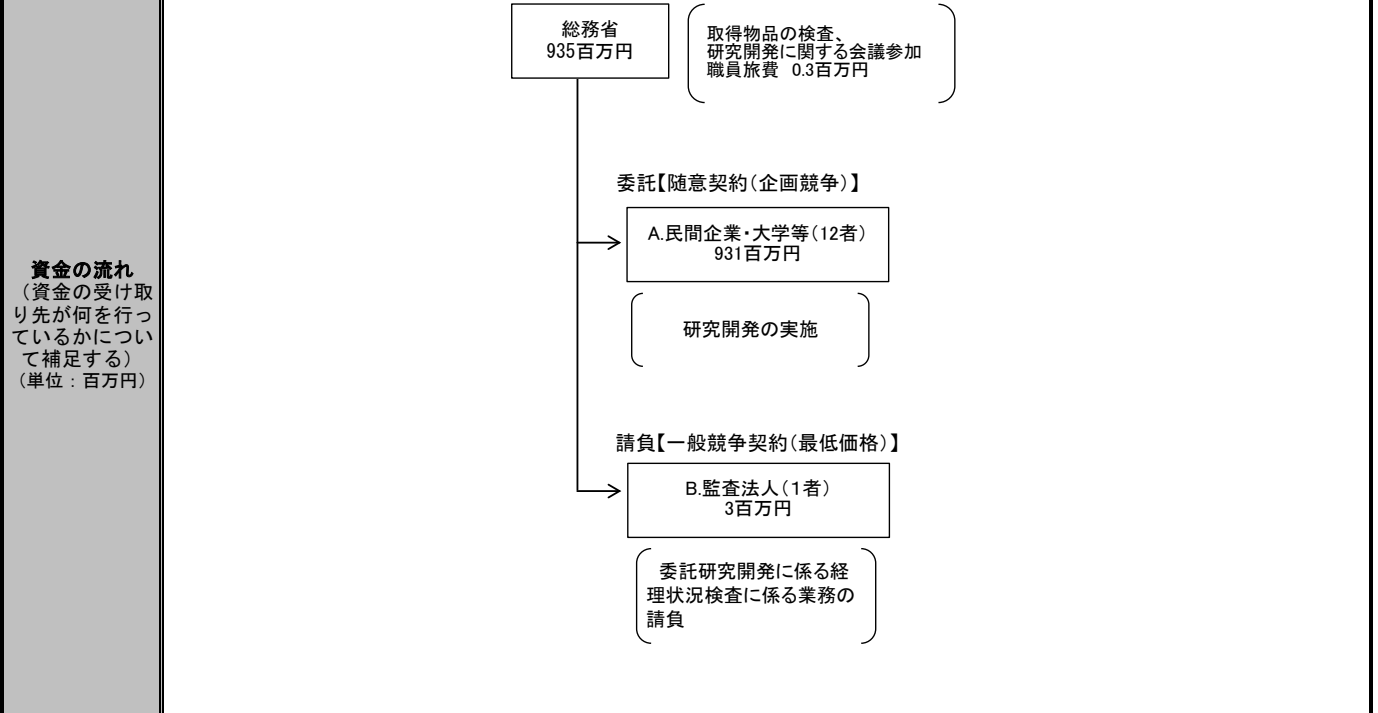 資金の流れ
（資金の受け取
り先が何を行っ
ているかについ
て補足する）
（単位：百万円）
総務省
935百万円
取得物品の検査、
研究開発に関する会議参加
職員旅費　0.3百万円
委託【随意契約（企画競争）】
A.民間企業・大学等（12者）
931百万円
研究開発の実施
請負【一般競争契約（最低価格）】
B.監査法人（１者）
3百万円
委託研究開発に係る経
理状況検査に係る業務の
請負